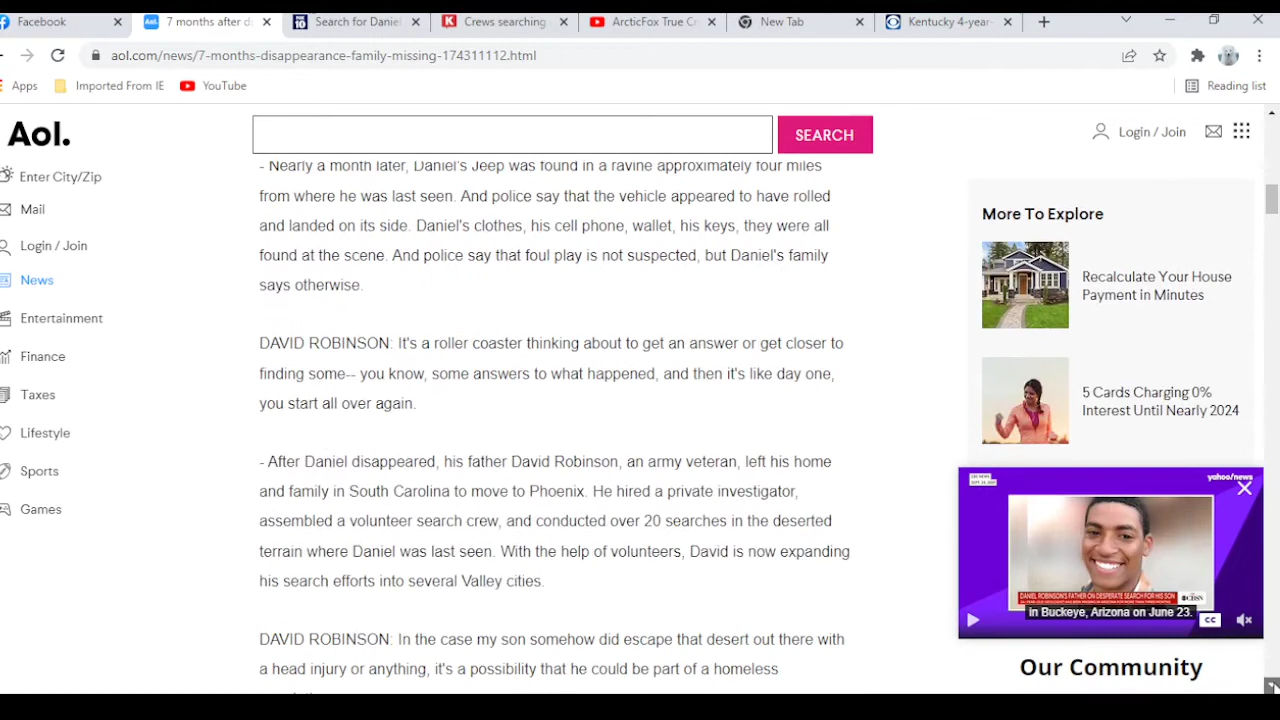 Facebook
Aol. 7 months after d
10 Search for Daniel
K Crews searching
ArcticFox True C
New Tab
Kentucky 4-year-
aol.com/news/7-months-disappearance-family-missing-174311112.html
Apps
Imported From IE
YouTube
Reading list
Aol.
SEARCH
Login / Join
Enter City/Zip
Mail
Login / Join
News
Entertainment
Finance
Taxes
Lifestyle
Sports
Games
- Nearly a month later, Daniel's Jeep was found in a ravine approximately four miles
from where he was last seen. And police say that the vehicle appeared to have rolled
and landed on its side. Daniel's clothes, his cell phone, wallet, his keys, they were all
found at the scene. And police say that foul play is not suspected, but Daniel's family
says otherwise.
DAVID ROBINSON: It's a roller coaster thinking about to get an answer or get closer to
finding some-- you know, some answers to what happened, and then it's like day one,
you start all over again.
- After Daniel disappeared, his father David Robinson, an army veteran, left his home
and family in South Carolina to move to Phoenix. He hired a private investigator,
assembled a volunteer search crew, and conducted over 20 searches in the deserted
terrain where Daniel was last seen. With the help of volunteers, David is now expanding
his search efforts into several Valley cities.
DAVID ROBINSON: In the case my son somehow did escape that desert out there with
a head injury or anything, it's a possibility that he could be part of a homeless
More To Explore
Recalculate Your House
Payment in Minutes
5 Cards Charging 0%
Interest Until Nearly 2024
yahoo/news
DANIEL ROBINSON'S FATHER ON DESPERATE SEARCH FOR HIS SON
CBSN
in Buckeye, Arizona on June 23.
CC
Our Community